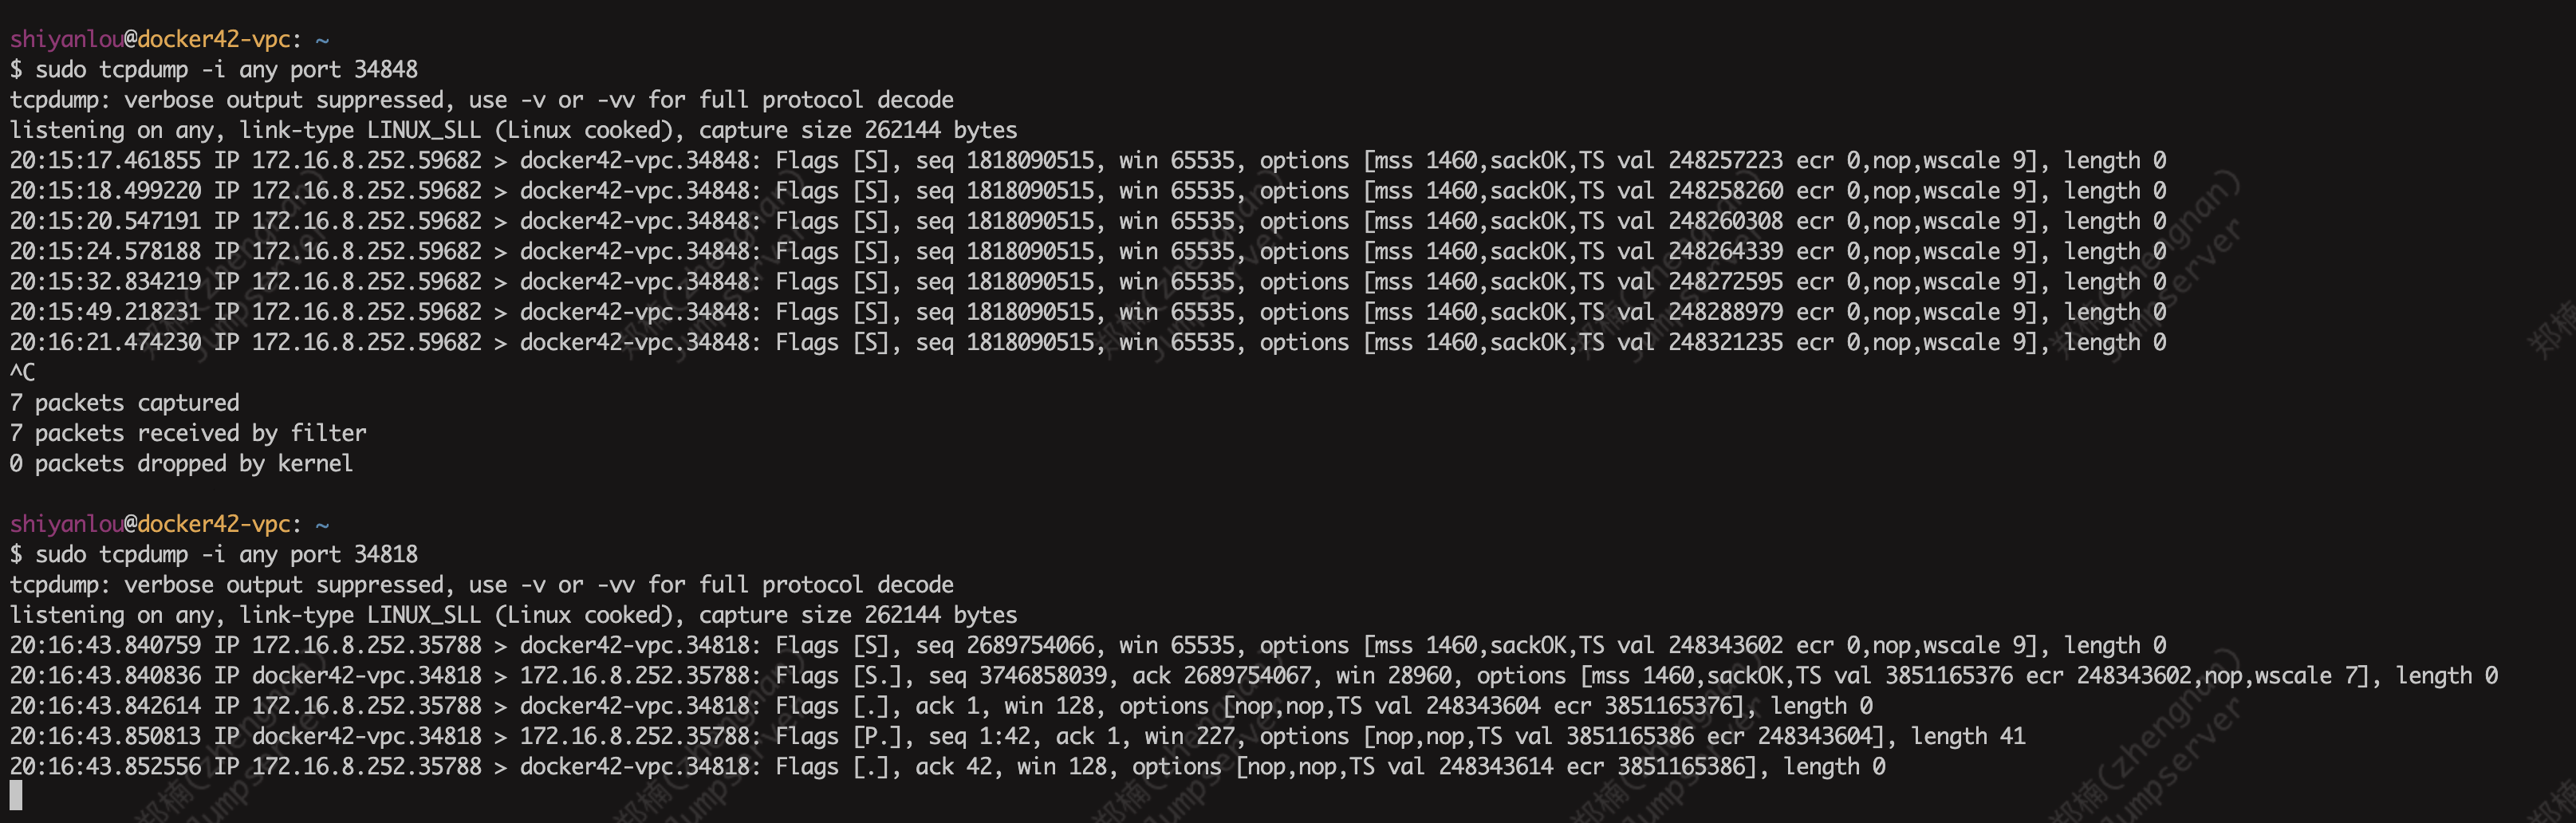 shiyanlou@docker42-vpc: ~
$ sudo tcpdump -i any port 34848
tcpdump: verbose output suppressed, use -v or -vv for full protocol decode
listening on any, link-type LINUX_SLL (Linux cooked), capture size 262144 bytes
20:15:17.461855 IP 172.16.8.252.59682 > docker42-vpc.34848: Flags [S], seq 1818090515, win 65535, options [mss 1460,sackOK,TS val 248257223 ecr 0,nop,wscale 9], length 0
20:15:18.499220 IP 172.16.8.252.59682 > docker42-vpc.34848: Flags [S], seq 1818090515, win 65535, options [mss 1460,sackOK,TS val 248258260 ecr 0,nop,wscale 9], length 0
20:15:20.547191 IP 172.16.8.252.59682 > docker42-vpc.34848: Flags [S], seq 1818090515, win 65535, options [mss 1460,sackOK,TS val 248260308 ecr 0,nop,wscale 9], length 0
20:15:24.578188 IP 172.16.8.252.59682 > docker42-vpc.34848: Flags [S], seq 1818090515, win 65535, options [mss 1460,sackOK,TS val 248264339 ecr 0,nop,wscale 9], length 0
20:15:32.834219 IP 172.16.8.252.59682 > docker42-vpc.34848: Flags [S], seq 1818090515, win 65535, options [mss 1460,sackOK,TS val 248272595 ecr 0,nop,wscale 9], length 0
20:15:49.218231 IP 172.16.8.252.59682 > docker42-vpc.34848: Flags [S], seq 1818090515, win 65535, options [mss 1460,sackOK,TS val 248288979 ecr 0,nop,wscale 9], length 0
20:16:21.474230 IP 172.16.8.252.59682 > docker42-vpc.34848: Flags [S], seq 1818090515, win 65535, options [mss 1460,sackOK,TS val 248321235 ecr 0,nop,wscale 9], length 0
^C
7 packets captured
7 packets received by filter
0 packets dropped by kernel
shiyanlou@docker42-vpc: ~
$ sudo tcpdump -i any port 34818
tcpdump: verbose output suppressed, use -v or -vv for full protocol decode
listening on any, link-type LINUX_SLL (Linux cooked), capture size 262144 bytes
20:16:43.840759 IP 172.16.8.252.35788 > docker42-vpc.34818: Flags [S], seq 2689754066, win 65535, options [mss 1460,sackOK,TS val 248343602 ecr 0,nop,wscale 9], length 0
20:16:43.840836 IP docker42-vpc.34818 > 172.16.8.252.35788: Flags [S.], seq 3746858039, ack 2689754067, win 28960, options [mss 1460,sackOK,TS val 3851165376 ecr 248343602,nop,wscale 7], length 0
20:16:43.842614 IP 172.16.8.252.35788 > docker42-vpc.34818: Flags [.], ack 1, win 128, options [nop,nop,TS val 248343604 ecr 3851165376], length 0
20:16:43.850813 IP docker42-vpc.34818 > 172.16.8.252.35788: Flags [P.], seq 1:42, ack 1, win 227, options [nop,nop,TS val 3851165386 ecr 248343604], length 41
20:16:43.852556 IP 172.16.8.252.35788 > docker42-vpc.34818: Flags [.], ack 42, win 128, options [nop,nop,TS val 248343614 ecr 3851165386], length 0
郑楠(zhengnan)
jumpserver